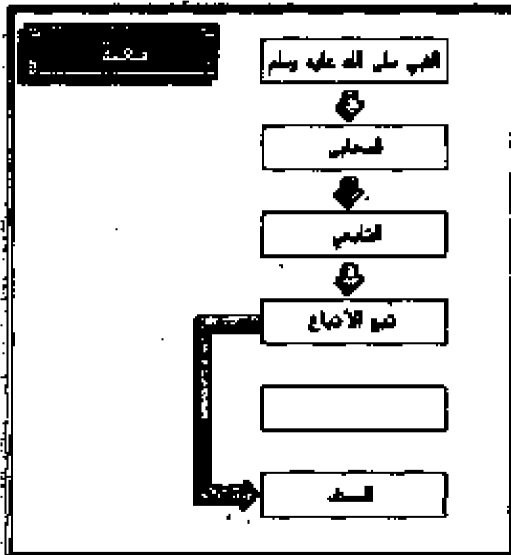 النبي صلى الله عليه وسلم
الصحابي
التابعي
تبع الأتباع
المصنف